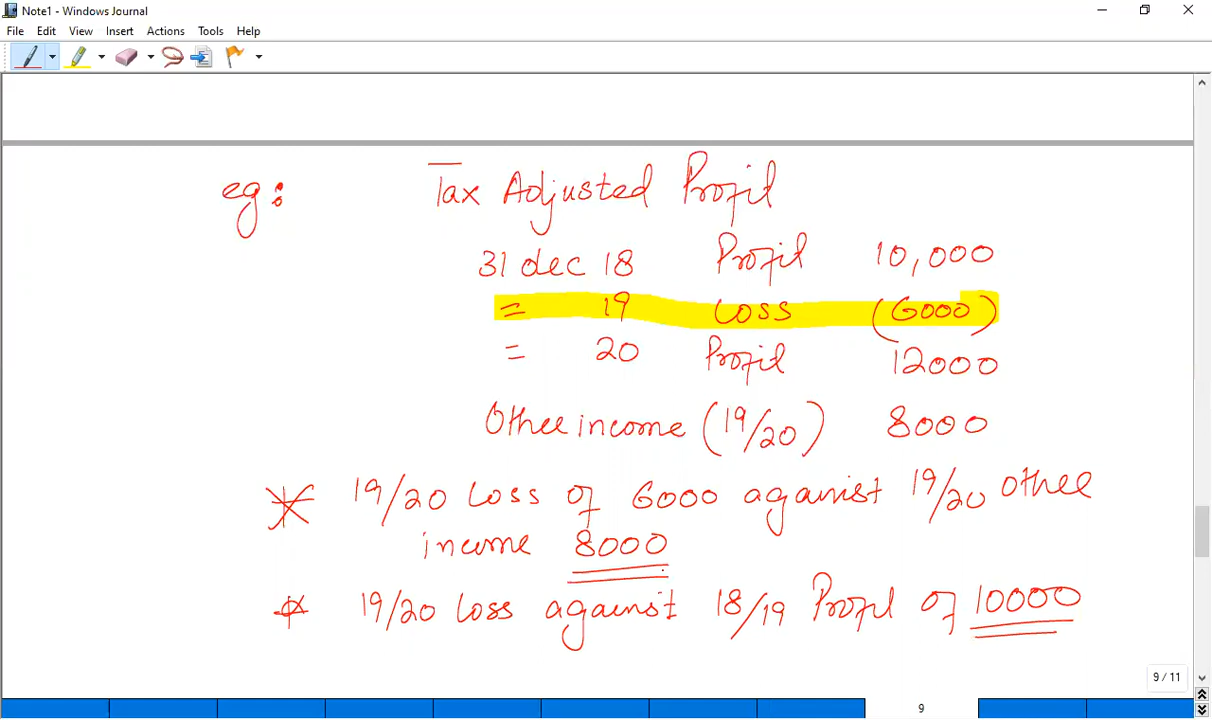 Note1 - Windows Journal
File Edit View Insert Actions Tools Help
eg: Tax Adjusted Profit
31 dec 18 Profit 10,000
= 19 Loss (6000)
= 20 Profit 12000
Other income (19/20) 8000
* 19/20 Loss of 6000 against 19/20 other
income 8000
* 19/20 Loss against 18/19 Profit of 10000
9 / 11
9